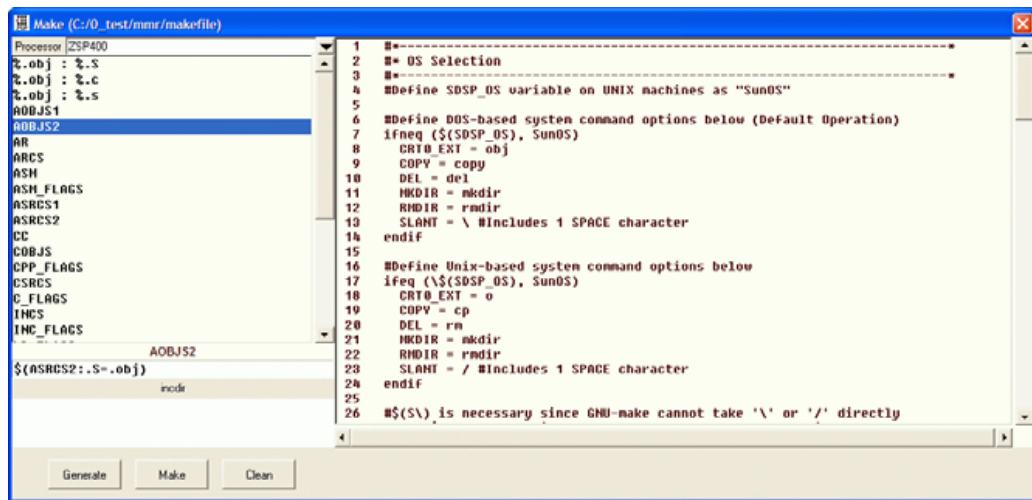 Make (C:/0_test/mmr/makefile)
Processor ZSP400
%.obj : %.S
%.obj : %.c
%.obj : %.s
AOBJS1
AOBJS2
AR
ARCS
ASM
ASM_FLAGS
ASRCS1
ASRCS2
CC
COBJS
CPP_FLAGS
CSRCS
C_FLAGS
INCS
INC_FLAGS
AOBJS2
$(ASRCS2:.S=.obj)
incdir
1 #*------------------------------------------------------------------------*
2 #* OS Selection
3 #*------------------------------------------------------------------------*
4 #Define SDSP_OS variable on UNIX machines as "SunOS"
5
6 #Define DOS-based system command options below (Default Operation)
7 ifneq ($(SDSP_OS), SunOS)
8 CRT0_EXT = obj
9 COPY = copy
10 DEL = del
11 MKDIR = mkdir
12 RMDIR = rmdir
13 SLANT = \ #Includes 1 SPACE character
14 endif
15
16 #Define Unix-based system command options below
17 ifeq (\$(SDSP_OS), SunOS)
18 CRT0_EXT = o
19 COPY = cp
20 DEL = rm
21 MKDIR = mkdir
22 RMDIR = rmdir
23 SLANT = / #Includes 1 SPACE character
24 endif
25
26 #$(S\) is necessary since GNU-make cannot take '\' or '/' directly
Generate Make Clean